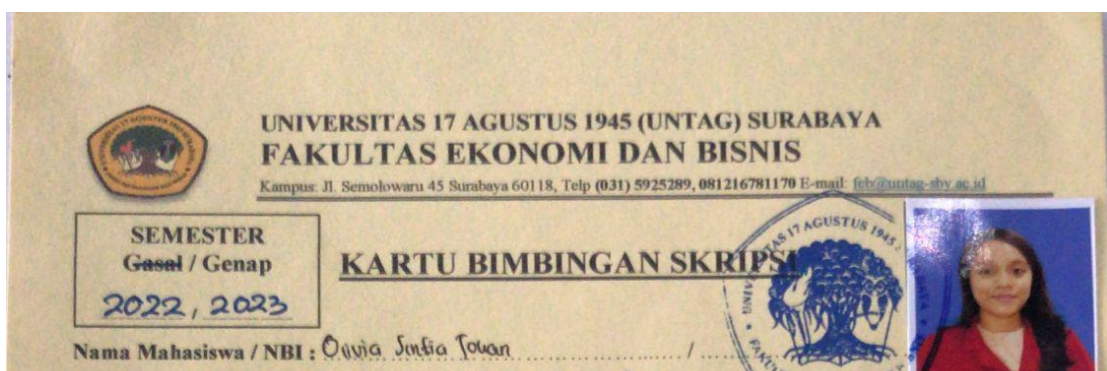 UNIVERSITAS 17 AGUSTUS 1945 (UNTAG) SURABAYA
FAKULTAS EKONOMI DAN BISNIS
Kampus: Jl. Semolowaru 45 Surabaya 60118, Telp (031) 5925289, 081216781170 E-mail: feb@untag-sby.ac.id
SEMESTER
Gasal / Genap
2022, 2023
KARTU BIMBINGAN SKRIPSI
17 AGUSTUS 1945
Nama Mahasiswa / NBI : /